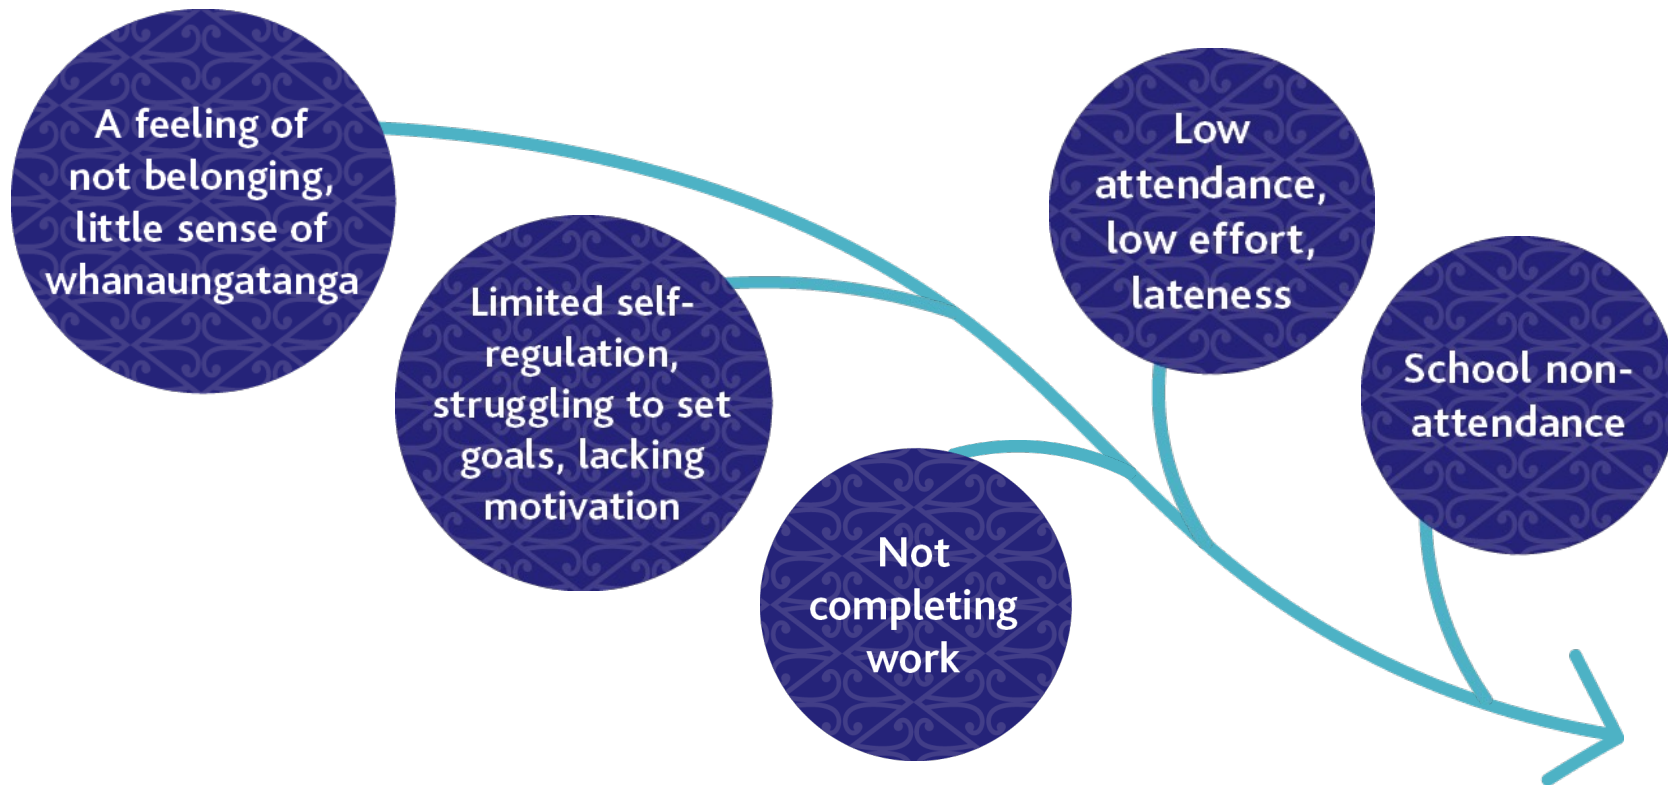 A feeling of
not belonging,
little sense of
whanaungatanga
Limited self-
regulation,
struggling to set
goals, lacking
motivation
Not
completing
work
Low
attendance,
low effort,
lateness
School non-
attendance